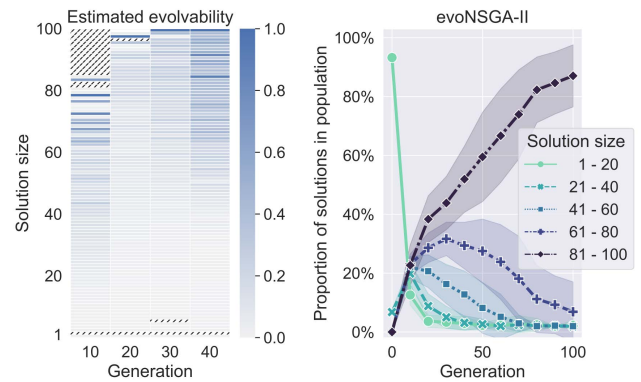 Estimated evolvability
100
80
60
40
20
1
Solution size
10 20 30 40
Generation
1.0
0.8
0.6
0.4
0.2
0.0
evoNSGA-II
100%
80%
60%
40%
20%
0%
Proportion of solutions in population
0 50 100
Generation
Solution size
1 - 20
21 - 40
41 - 60
61 - 80
81 - 100